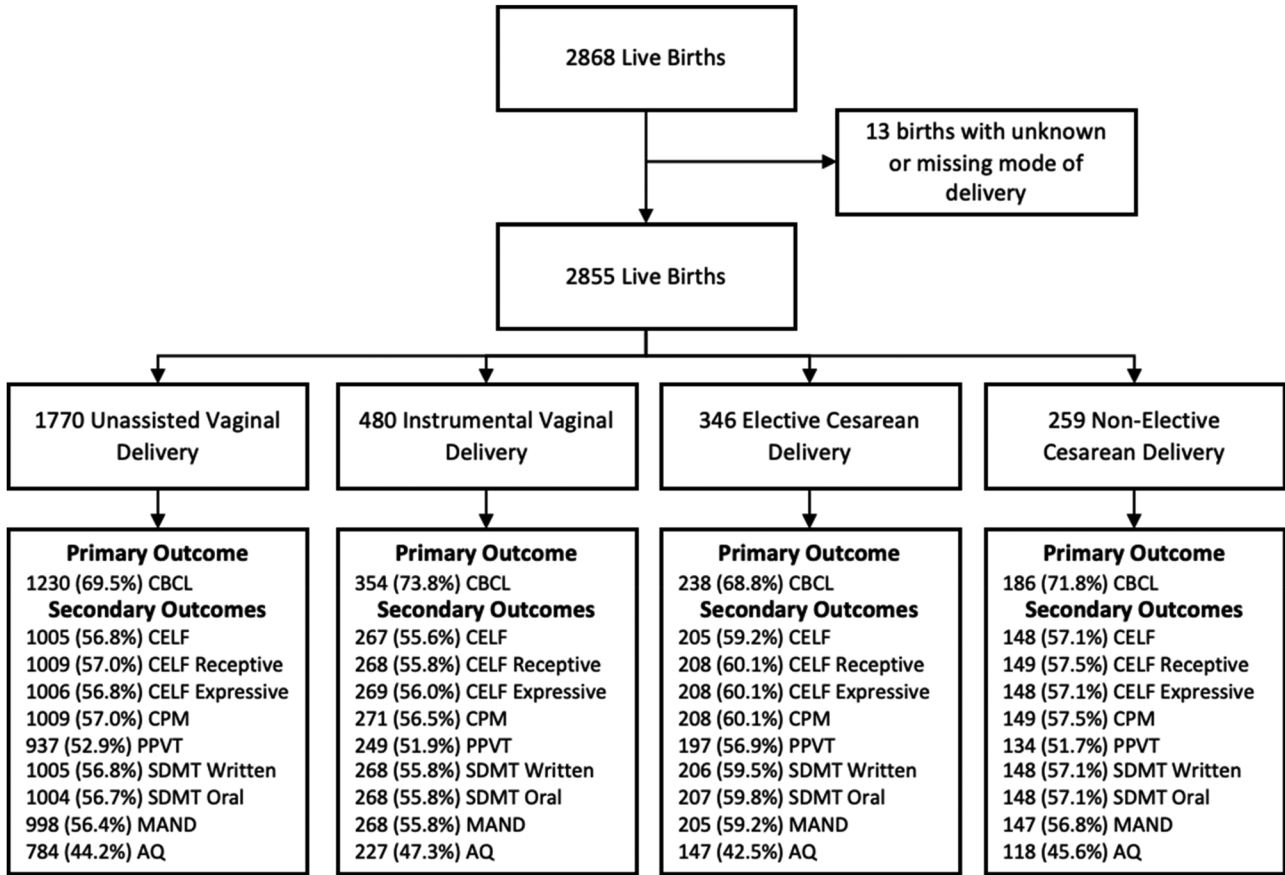 2868 Live Births
13 births with unknown
or missing mode of
delivery
2855 Live Births
1770 Unassisted Vaginal
Delivery
480 Instrumental Vaginal
Delivery
346 Elective Cesarean
Delivery
259 Non-Elective
Cesarean Delivery
Primary Outcome
1230 (69.5%) CBCL
Secondary Outcomes
1005 (56.8%) CELF
1009 (57.0%) CELF Receptive
1006 (56.8%) CELF Expressive
1009 (57.0%) CPM
937 (52.9%) PPVT
1005 (56.8%) SDMT Written
1004 (56.7%) SDMT Oral
998 (56.4%) MAND
784 (44.2%) AQ
Primary Outcome
354 (73.8%) CBCL
Secondary Outcomes
267 (55.6%) CELF
268 (55.8%) CELF Receptive
269 (56.0%) CELF Expressive
271 (56.5%) CPM
249 (51.9%) PPVT
268 (55.8%) SDMT Written
268 (55.8%) SDMT Oral
268 (55.8%) MAND
227 (47.3%) AQ
Primary Outcome
238 (68.8%) CBCL
Secondary Outcomes
205 (59.2%) CELF
208 (60.1%) CELF Receptive
208 (60.1%) CELF Expressive
208 (60.1%) CPM
197 (56.9%) PPVT
206 (59.5%) SDMT Written
207 (59.8%) SDMT Oral
205 (59.2%) MAND
147 (42.5%) AQ
Primary Outcome
186 (71.8%) CBCL
Secondary Outcomes
148 (57.1%) CELF
149 (57.5%) CELF Receptive
148 (57.1%) CELF Expressive
149 (57.5%) CPM
134 (51.7%) PPVT
148 (57.1%) SDMT Written
148 (57.1%) SDMT Oral
147 (56.8%) MAND
118 (45.6%) AQ